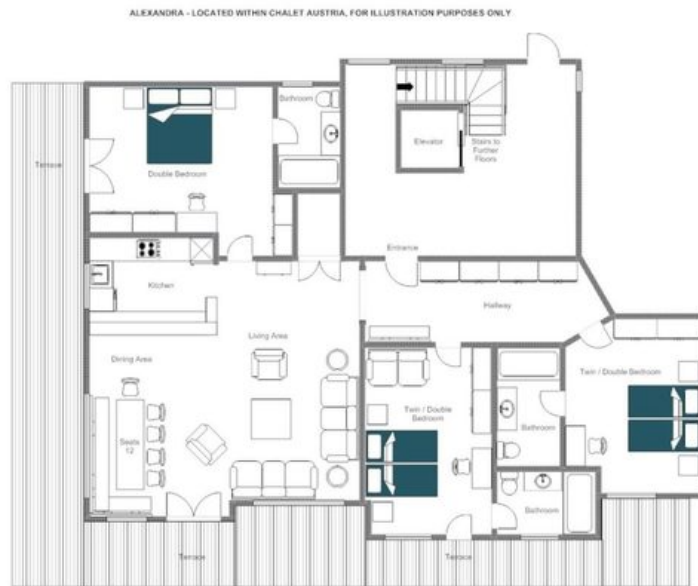 ALEXANDRA - LOCATED WITHIN CHALET AUSTRIA, FOR ILLUSTRATION PURPOSES ONLY
Bathroom
Elevator
Stairs to
Further
Floors
Terrace
Double Bedroom
Entrance
Kitchen
Hallway
Living Area
Dining Area
Twin / Double Bedroom
Twin / Double
Bedroom
Seats
12
Bathroom
Bathroom
Terrace
Terrace